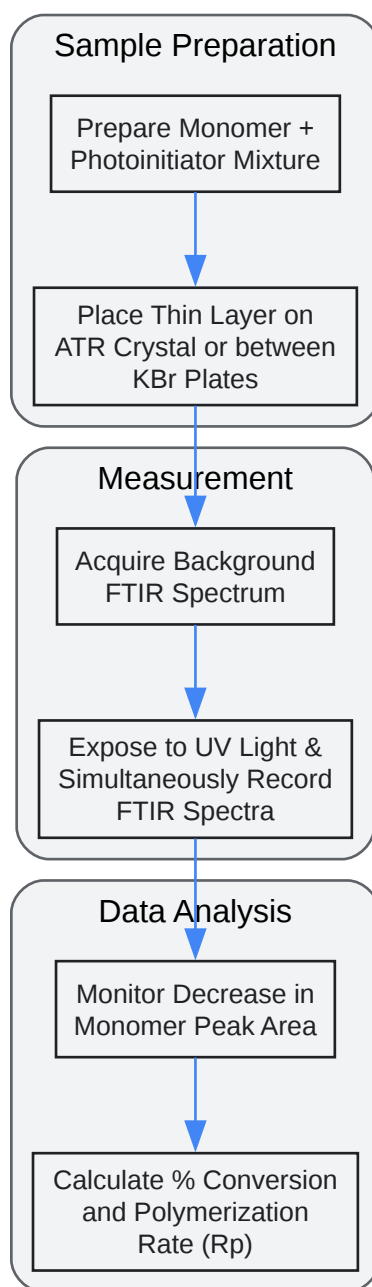 Sample Preparation
Prepare Monomer +
Photoinitiator Mixture
Place Thin Layer on
ATR Crystal or between
KBr Plates
Measurement
Acquire Background
FTIR Spectrum
Expose to UV Light &
Simultaneously Record
FTIR Spectra
Data Analysis
Monitor Decrease in
Monomer Peak Area
Calculate % Conversion
and Polymerization
Rate (Rp)